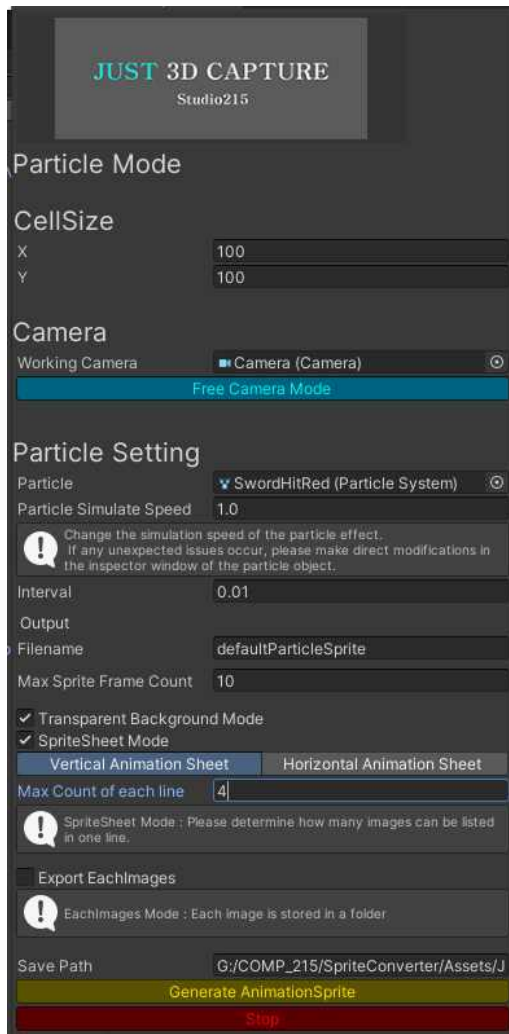 JUST 3D CAPTURE
Studio215
Particle Mode
CellSize
X 100
Y 100
Camera
Working Camera Camera (Camera)
Free Camera Mode
Particle Setting
Particle SwordHitRed (Particle System)
Particle Simulate Speed 1.0
Change the simulation speed of the particle effect.
If any unexpected issues occur, please make direct modifications in
the inspector window of the particle object.
Interval 0.01
Output
Filename defaultParticleSprite
Max Sprite Frame Count 10
Transparent Background Mode
SpriteSheet Mode
Vertical Animation Sheet Horizontal Animation Sheet
Max Count of each line 4
SpriteSheet Mode : Please determine how many images can be listed
in one line.
Export EachImages
EachImages Mode : Each image is stored in a folder
Save Path G:/COMP_215/SpriteConverter/Assets/J
Generate AnimationSprite
Stop